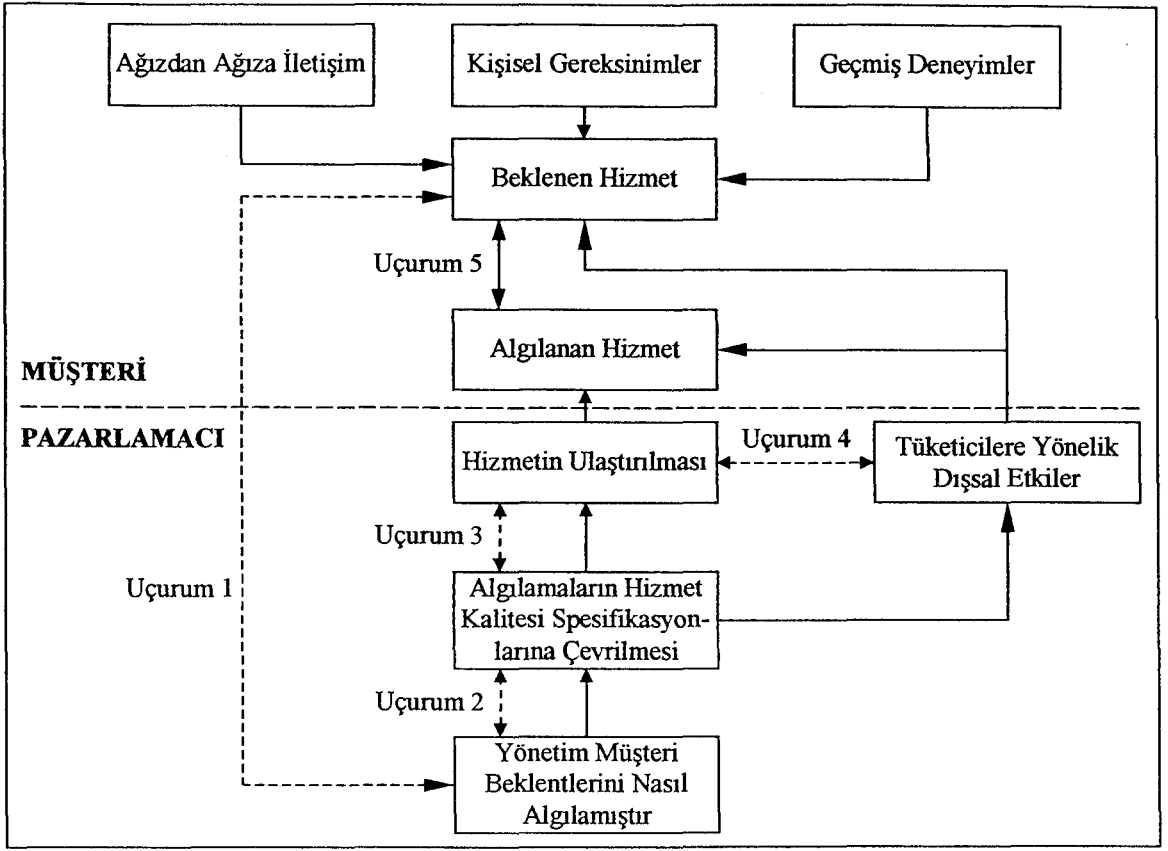 Ağızdan Ağıza İletişim
Kişisel Gereksinimler
Geçmiş Deneyimler
Beklenen Hizmet
Uçurum 5
Algılanan Hizmet
MÜŞTERİ
PAZARLAMACI
Hizmetin Ulaştırılması
Uçurum 4
Tüketicilere Yönelik
Dışsal Etkiler
Uçurum 3
Uçurum 1
Algılamaların Hizmet
Kalitesi Spesifikasyon-
larına Çevrilmesi
Uçurum 2
Yönetim Müşteri
Beklentlerini Nasıl
Algılamıştır